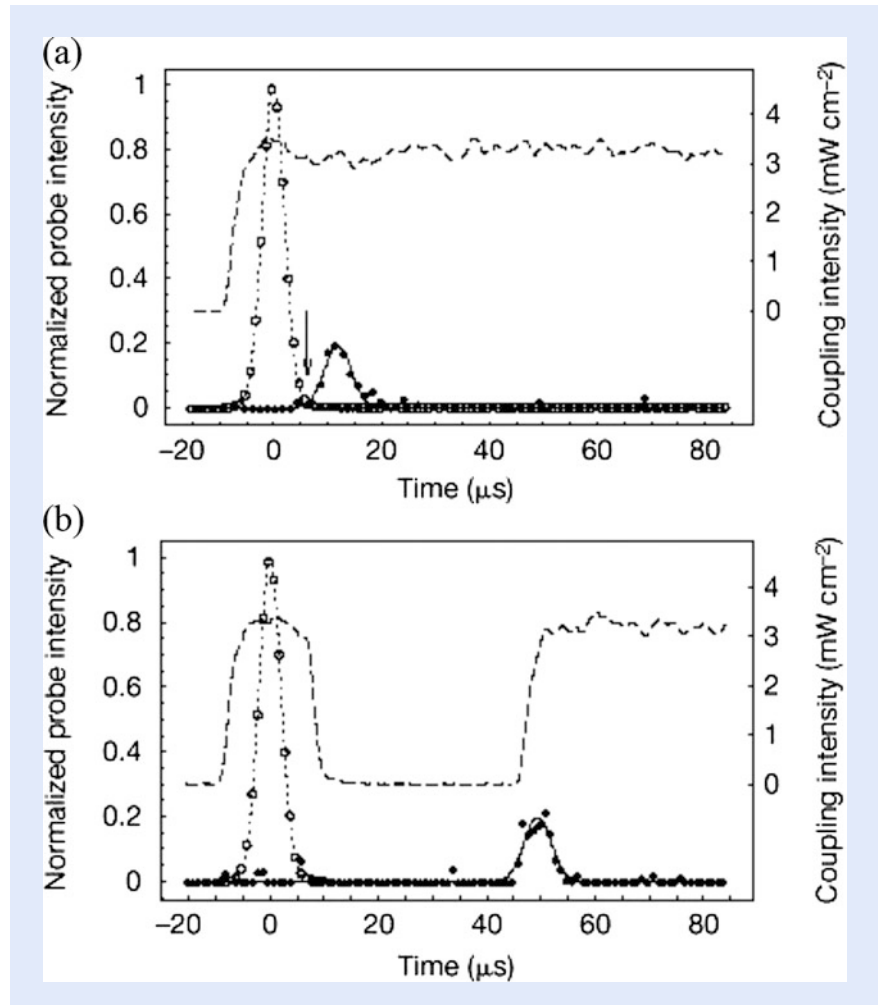 (a)
Normalized probe intensity
1
0.8
0.6
0.4
0.2
0
4
3
2
1
0
Coupling intensity (mW cm⁻²)
−20 0 20 40 60 80
Time (μs)
(b)
Normalized probe intensity
1
0.8
0.6
0.4
0.2
0
4
3
2
1
0
Coupling intensity (mW cm⁻²)
−20 0 20 40 60 80
Time (μs)